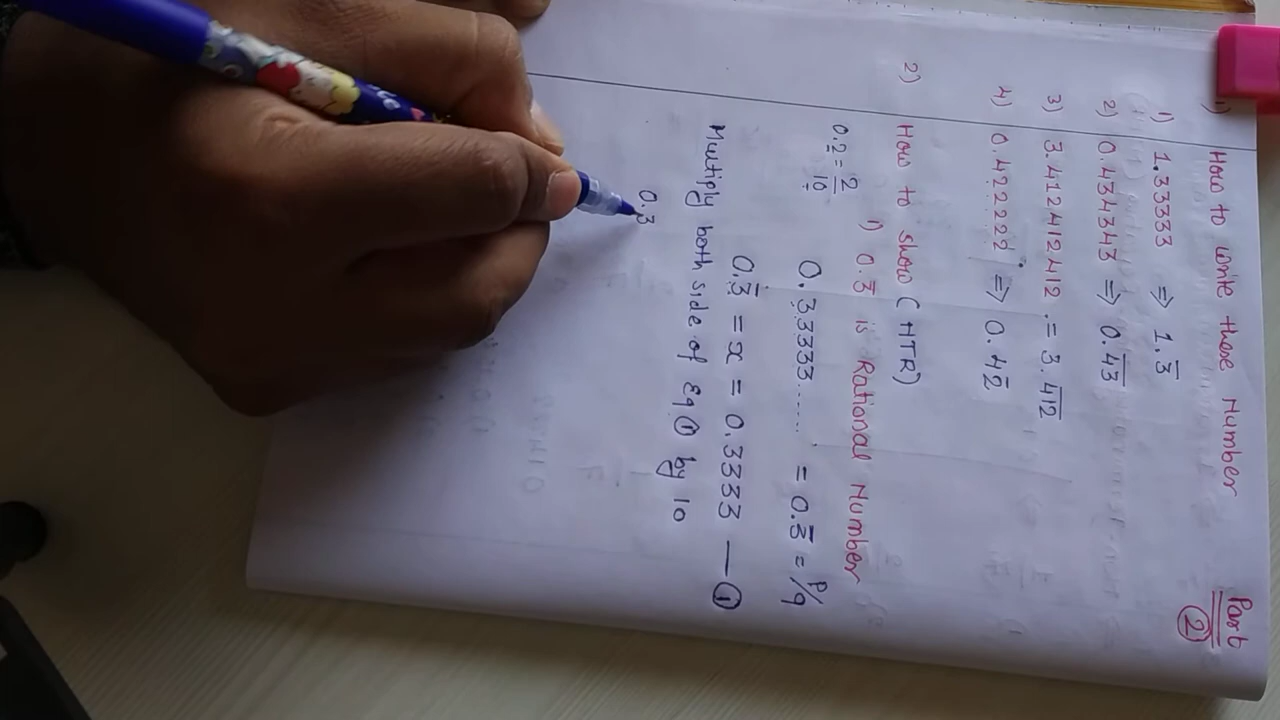 Part
②
1) How to write these Number
1) 1.33333 => 1.3̅
2) 0.434343 => 0.4̅3̅
3) 3.412412412 .= 3.4̅1̅2̅
4) 0.422222 => 0.42̅
2) How to show (HTR)
1) 0.3̅ is Rational Number
0.2 = 2/10
0.33333..... = 0.3̅ = P/q
0.3̅ = x = 0.3333 — ①
Multiply both side of Eq ① by 10
0.3